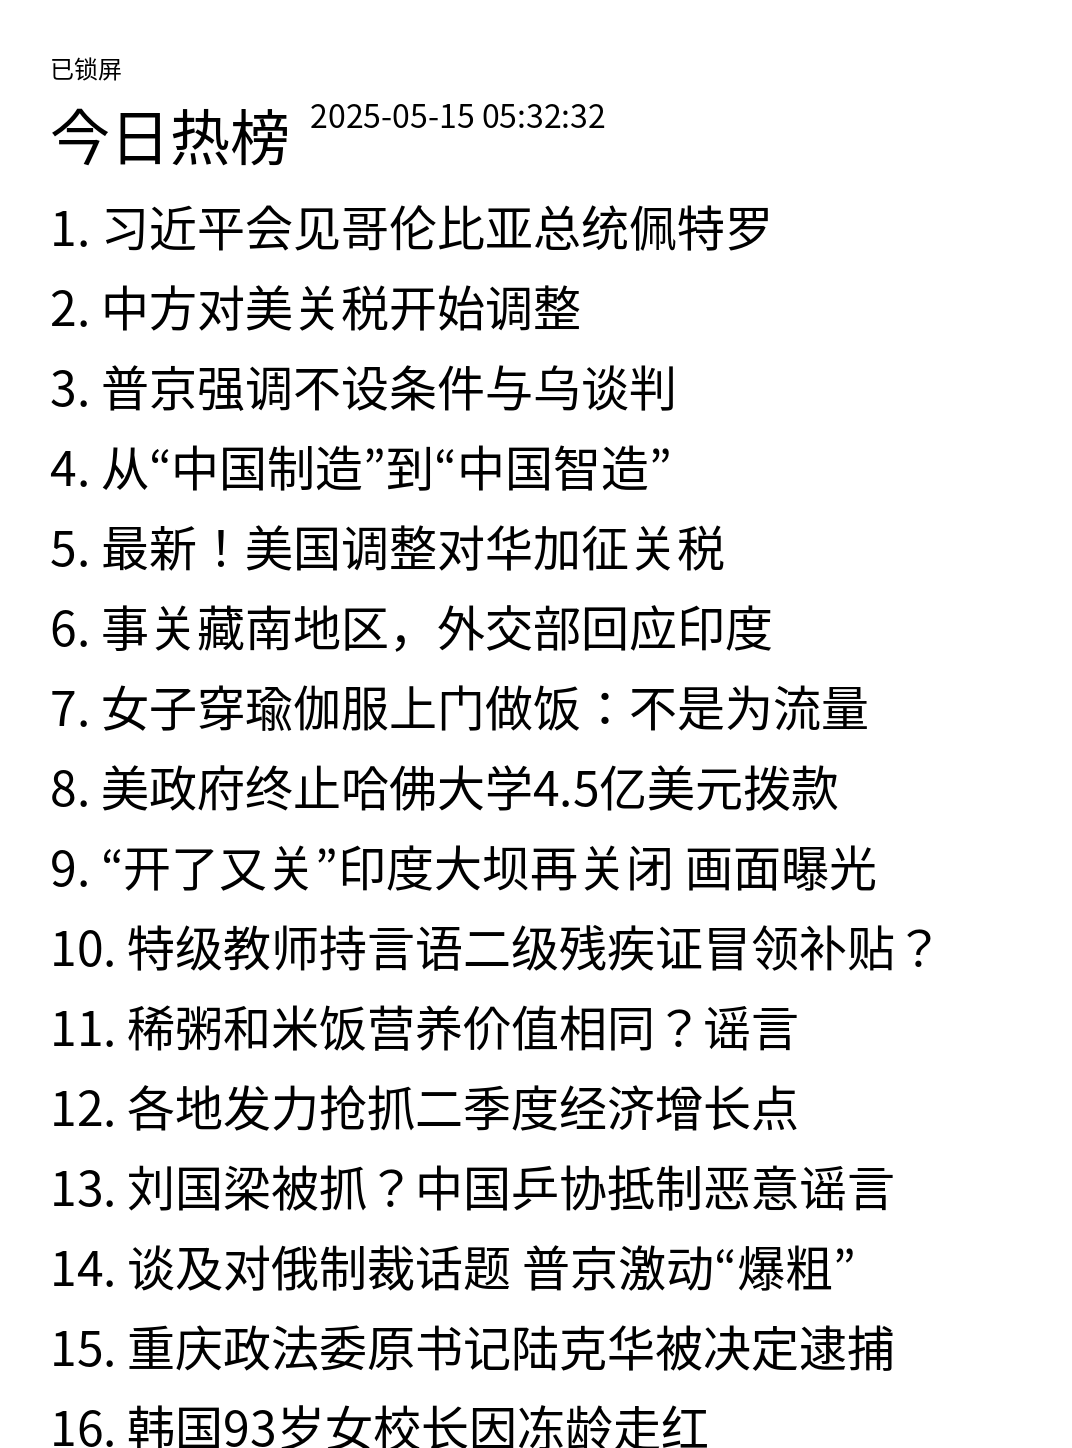 已锁屏
今日热榜 2025-05-15 05:32:32
1. 习近平会见哥伦比亚总统佩特罗
2. 中方对美关税开始调整
3. 普京强调不设条件与乌谈判
4. 从“中国制造”到“中国智造”
5. 最新！美国调整对华加征关税
6. 事关藏南地区，外交部回应印度
7. 女子穿瑜伽服上门做饭：不是为流量
8. 美政府终止哈佛大学4.5亿美元拨款
9. “开了又关”印度大坝再关闭 画面曝光
10. 特级教师持言语二级残疾证冒领补贴？
11. 稀粥和米饭营养价值相同？谣言
12. 各地发力抢抓二季度经济增长点
13. 刘国梁被抓？中国乒协抵制恶意谣言
14. 谈及对俄制裁话题 普京激动“爆粗”
15. 重庆政法委原书记陆克华被决定逮捕
16. 韩国93岁女校长因冻龄走红